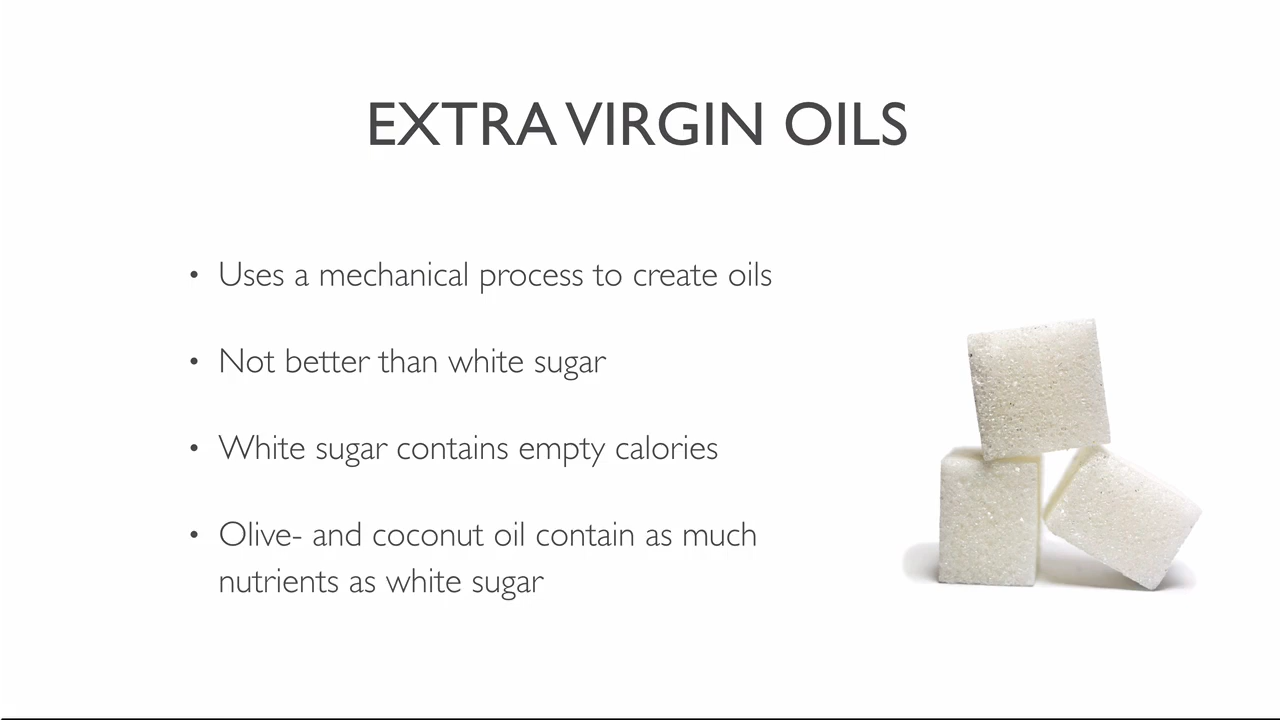 EXTRA VIRGIN OILS
• Uses a mechanical process to create oils
• Not better than white sugar
• White sugar contains empty calories
• Olive- and coconut oil contain as much
nutrients as white sugar